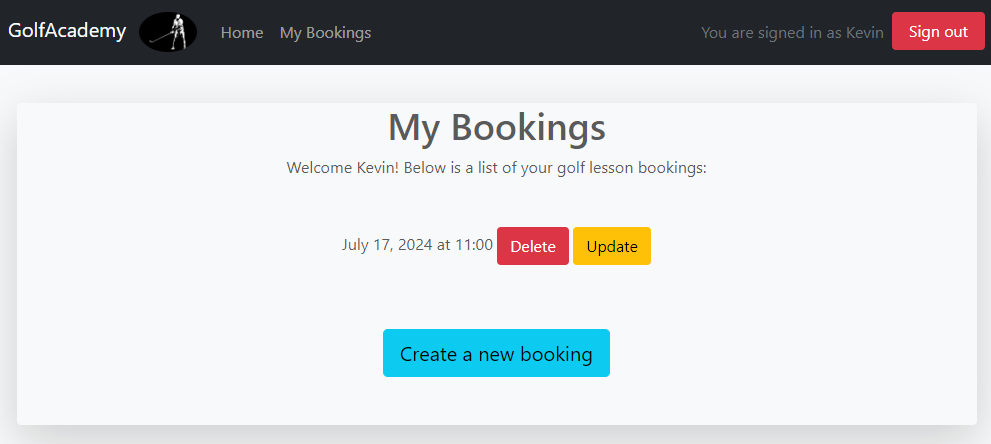 GolfAcademy Home My Bookings You are signed in as Kevin Sign out
My Bookings
Welcome Kevin! Below is a list of your golf lesson bookings:
July 17, 2024 at 11:00 Delete Update
Create a new booking